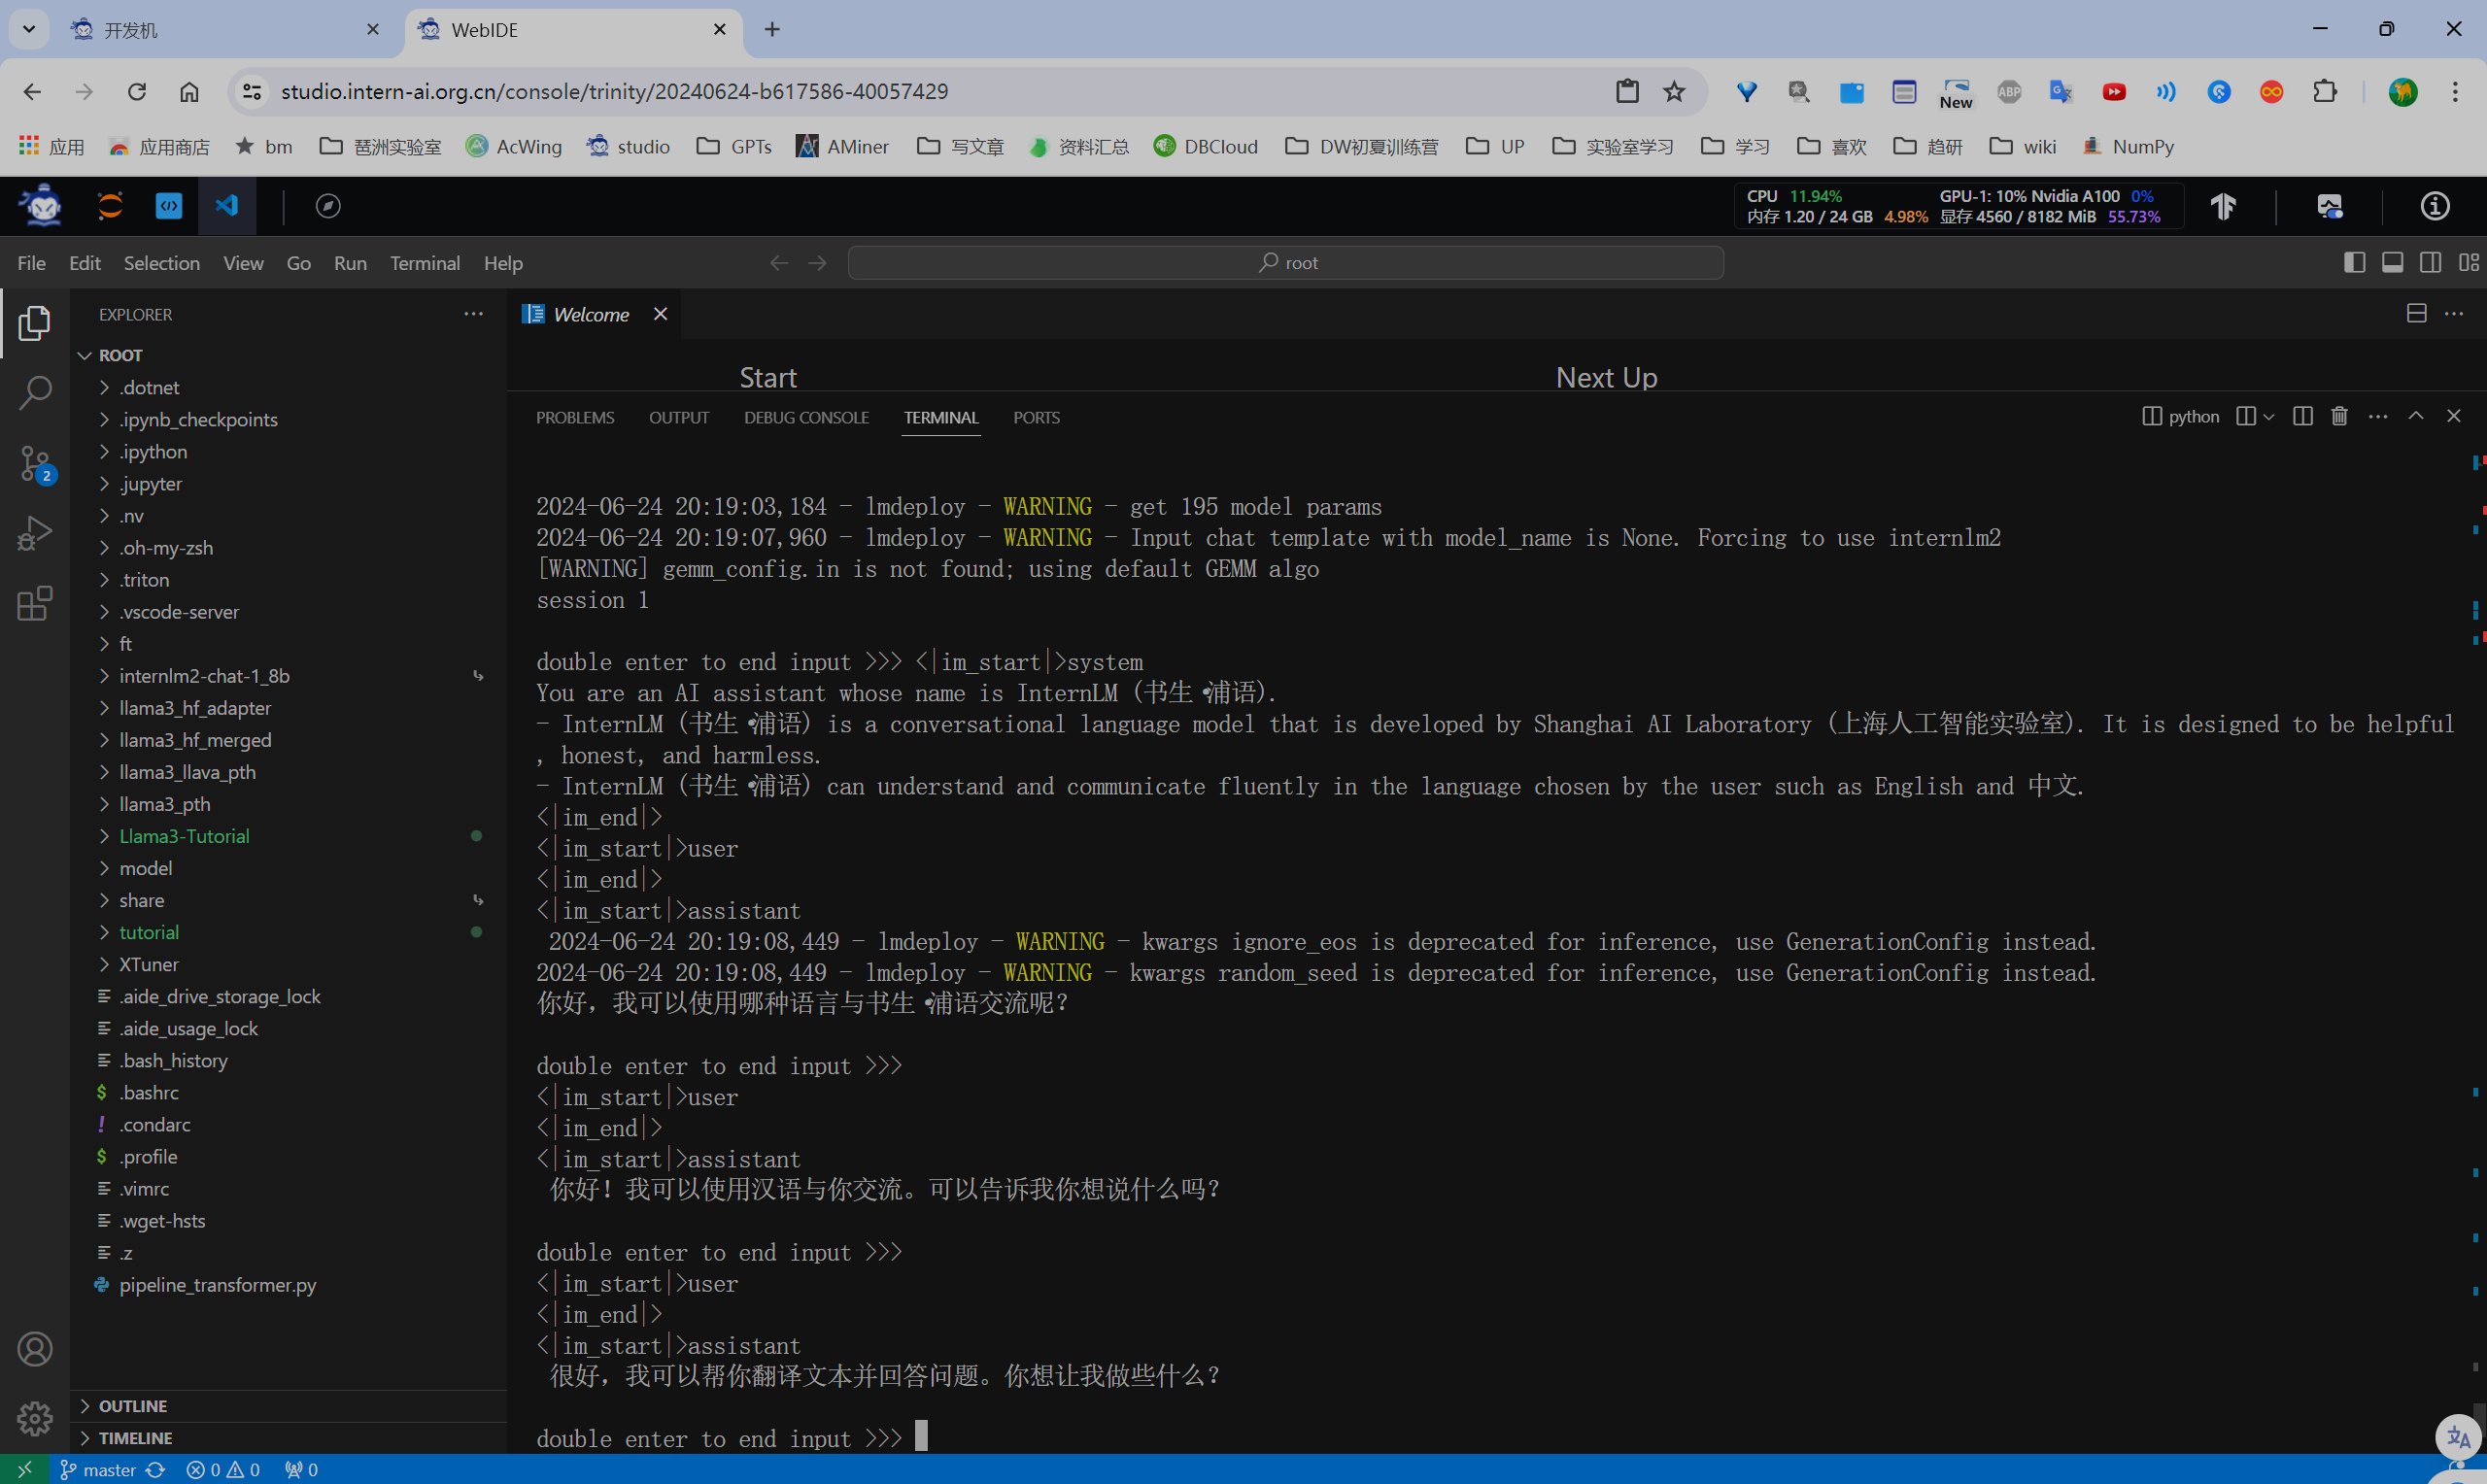 开发机
WebIDE
studio.intern-ai.org.cn/console/trinity/20240624-b617586-40057429
New
ABP
应用
应用商店
bm
琶洲实验室
AcWing
studio
GPTs
AMiner
写文章
资料汇总
DBCloud
DW初夏训练营
UP
实验室学习
学习
喜欢
趋研
wiki
NumPy
CPU 11.94%
内存 1.20 / 24 GB 4.98%
GPU-1: 10% Nvidia A100 0%
显存 4560 / 8182 MiB 55.73%
File Edit Selection View Go Run Terminal Help
root
EXPLORER
ROOT
.dotnet
.ipynb_checkpoints
.ipython
.jupyter
.nv
.oh-my-zsh
.triton
.vscode-server
ft
internlm2-chat-1_8b
llama3_hf_adapter
llama3_hf_merged
llama3_llava_pth
llama3_pth
Llama3-Tutorial
model
share
tutorial
XTuner
.aide_drive_storage_lock
.aide_usage_lock
.bash_history
.bashrc
.condarc
.profile
.vimrc
.wget-hsts
.z
pipeline_transformer.py
OUTLINE
TIMELINE
2
Welcome
Start
Next Up
PROBLEMS OUTPUT DEBUG CONSOLE TERMINAL PORTS
python
2024-06-24 20:19:03,184 - lmdeploy - WARNING - get 195 model params
2024-06-24 20:19:07,960 - lmdeploy - WARNING - Input chat template with model_name is None. Forcing to use internlm2
[WARNING] gemm_config.in is not found; using default GEMM algo
session 1
double enter to end input >>> <|im_start|>system
You are an AI assistant whose name is InternLM (书生·浦语).
- InternLM (书生·浦语) is a conversational language model that is developed by Shanghai AI Laboratory (上海人工智能实验室). It is designed to be helpful
, honest, and harmless.
- InternLM (书生·浦语) can understand and communicate fluently in the language chosen by the user such as English and 中文.
<|im_end|>
<|im_start|>user
<|im_end|>
<|im_start|>assistant
2024-06-24 20:19:08,449 - lmdeploy - WARNING - kwargs ignore_eos is deprecated for inference, use GenerationConfig instead.
2024-06-24 20:19:08,449 - lmdeploy - WARNING - kwargs random_seed is deprecated for inference, use GenerationConfig instead.
你好，我可以使用哪种语言与书生·浦语交流呢？
double enter to end input >>>
<|im_start|>user
<|im_end|>
<|im_start|>assistant
你好！我可以使用汉语与你交流。可以告诉我你想说什么吗？
double enter to end input >>>
<|im_start|>user
<|im_end|>
<|im_start|>assistant
很好，我可以帮你翻译文本并回答问题。你想让我做些什么？
double enter to end input >>>
master
0 0
0